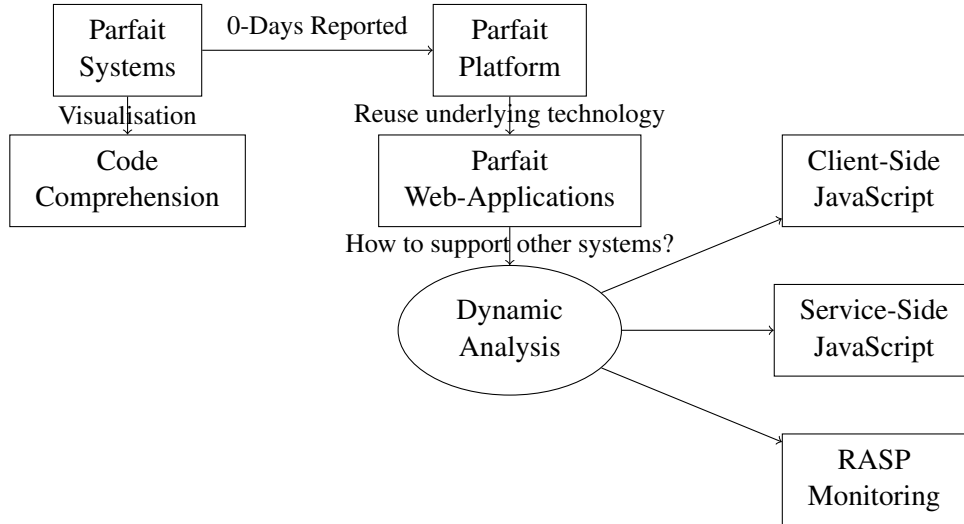 Parfait
Systems
0-Days Reported
Parfait
Platform
Visualisation
Reuse underlying technology
Code
Comprehension
Parfait
Web-Applications
Client-Side
JavaScript
How to support other systems?
Dynamic
Analysis
Service-Side
JavaScript
RASP
Monitoring